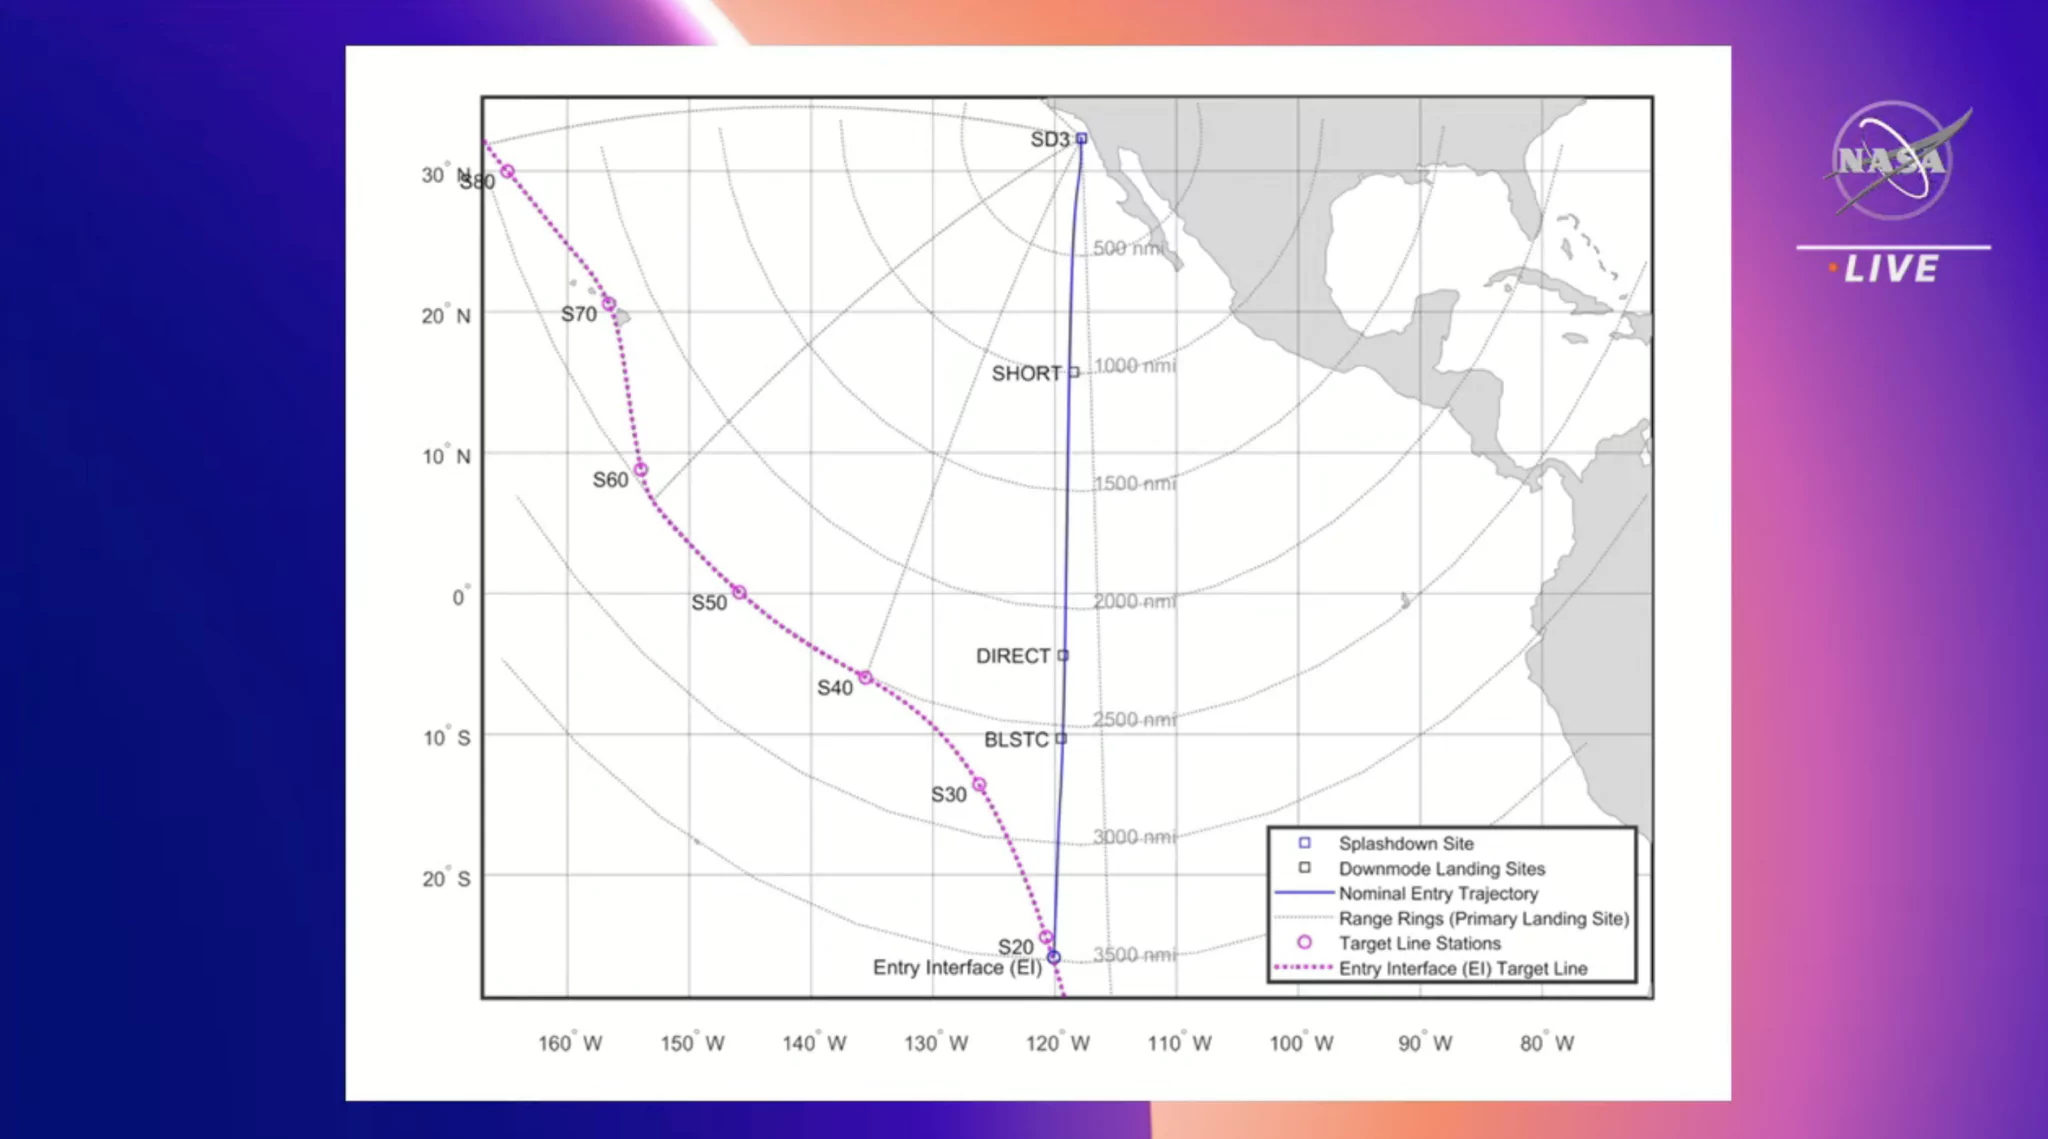 SD3
30° N
S80
500 nmi
20° N
S70
SHORT
1000 nmi
10° N
S60
1500 nmi
0°
S50
2000 nmi
DIRECT
S40
10° S
BLSTC
2500 nmi
S30
3000 nmi
20° S
S20
Entry Interface (EI)
3500 nmi
Splashdown Site
Downmode Landing Sites
Nominal Entry Trajectory
Range Rings (Primary Landing Site)
Target Line Stations
Entry Interface (EI) Target Line
160° W
150° W
140° W
130° W
120° W
110° W
100° W
90° W
80° W
NASA
LIVE